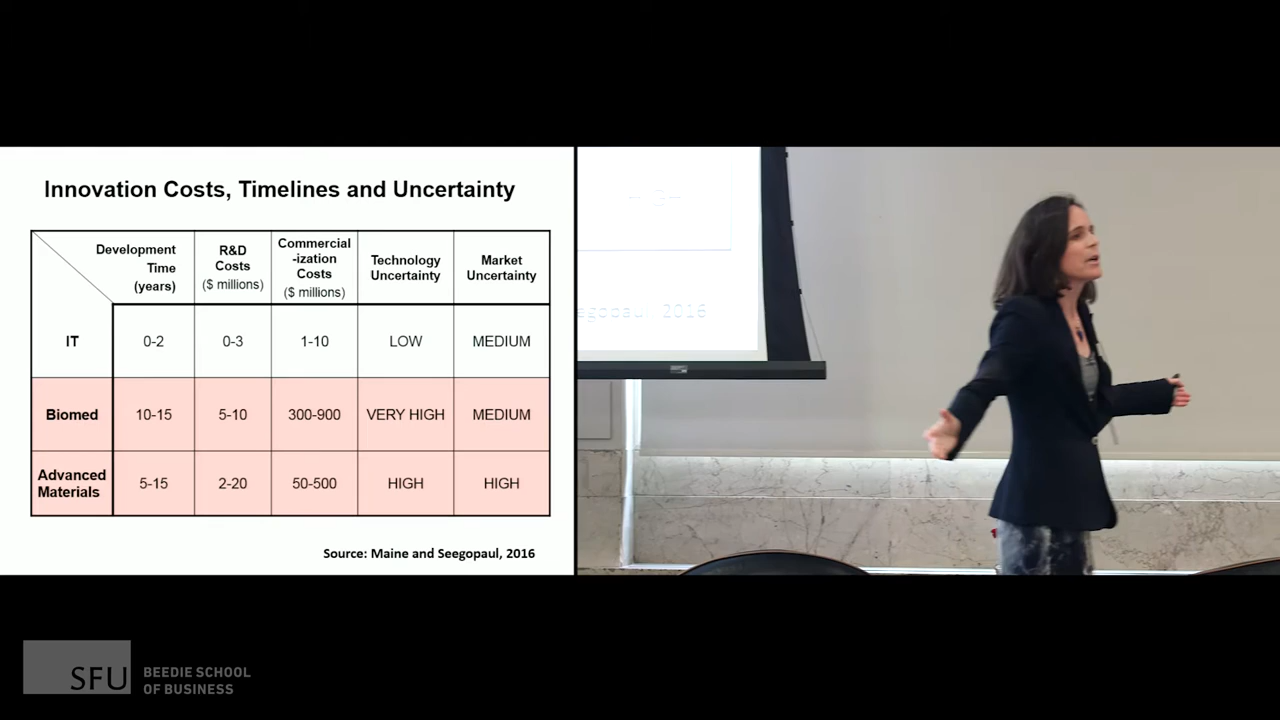 Innovation Costs, Timelines and Uncertainty
Development Time (years)
R&D Costs ($ millions)
Commercial-ization Costs ($ millions)
Technology Uncertainty
Market Uncertainty
IT 0-2 0-3 1-10 LOW MEDIUM
Biomed 10-15 5-10 300-900 VERY HIGH MEDIUM
Advanced Materials 5-15 2-20 50-500 HIGH HIGH
Source: Maine and Seegopaul, 2016
2016
SFU
BEEDIE SCHOOL
OF BUSINESS